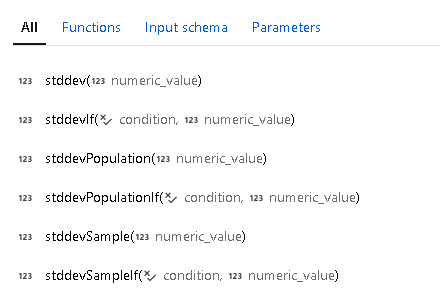 All Functions Input schema Parameters
123 stddev(123 numeric_value)
123 stddevIf( condition, 123 numeric_value)
123 stddevPopulation(123 numeric_value)
123 stddevPopulationIf( condition, 123 numeric_value)
123 stddevSample(123 numeric_value)
123 stddevSampleIf( condition, 123 numeric_value)